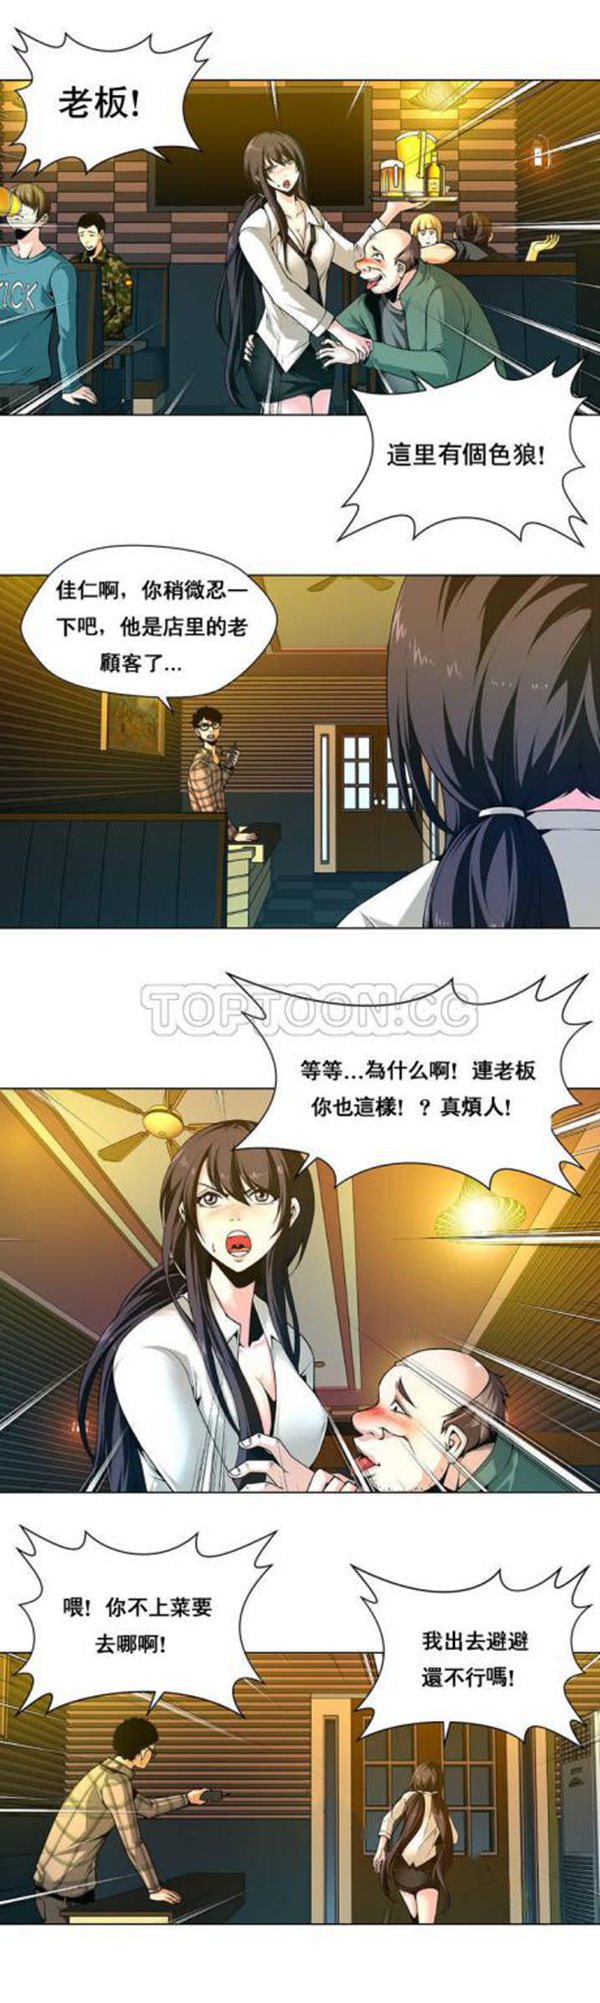 老板!
KICK
這里有個色狼!
佳仁啊, 你稍微忍一
下吧, 他是店里的老
顧客了...
TOPTOON.CC
等等...為什么啊! 連老板
你也這樣! ? 真煩人!
喂! 你不上菜要
去哪啊!
我出去避避
還不行嗎!